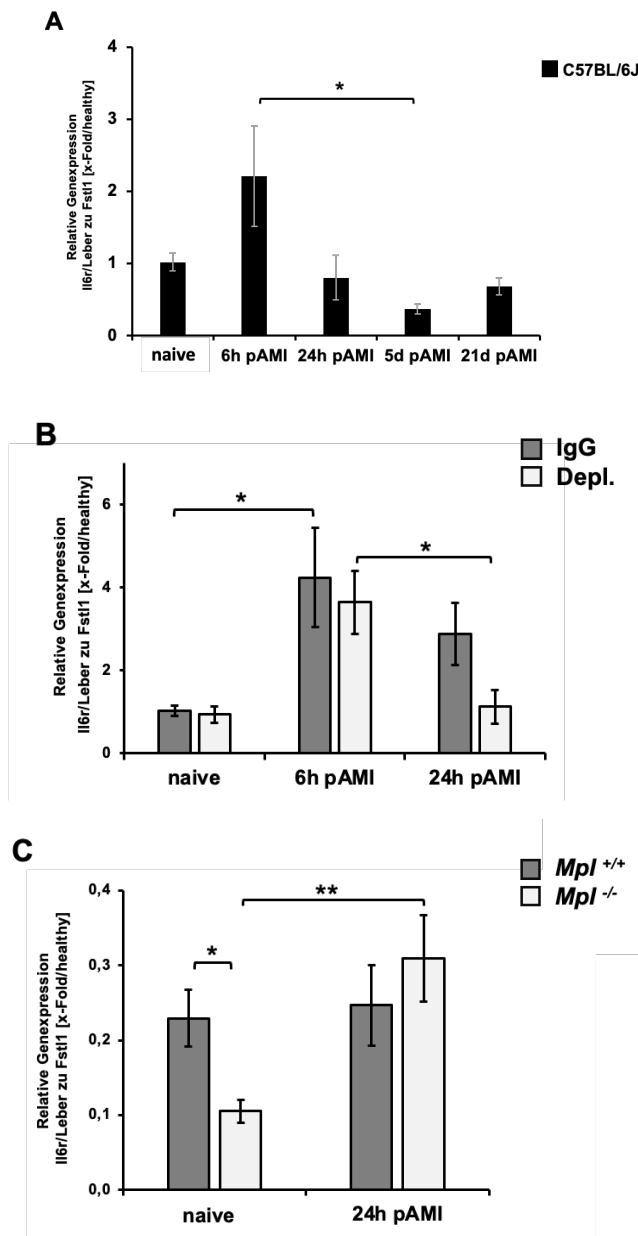 A
Relative Genexpression
Il6r/Leber zu Fstl1 [x-Fold/healthy]
4
3
2
1
0
*
C57BL/6J
naive 6h pAMI 24h pAMI 5d pAMI 21d pAMI
B
IgG
Depl.
Relative Genexpression
Il6r/Leber zu Fstl1 [x-Fold/healthy]
6
4
2
0
*
*
naive 6h pAMI 24h pAMI
C
Mpl +/+
Mpl -/-
Relative Genexpression
Il6r/Leber zu Fstl1 [x-Fold/healthy]
0,4
0,3
0,2
0,1
0,0
**
*
naive 24h pAMI